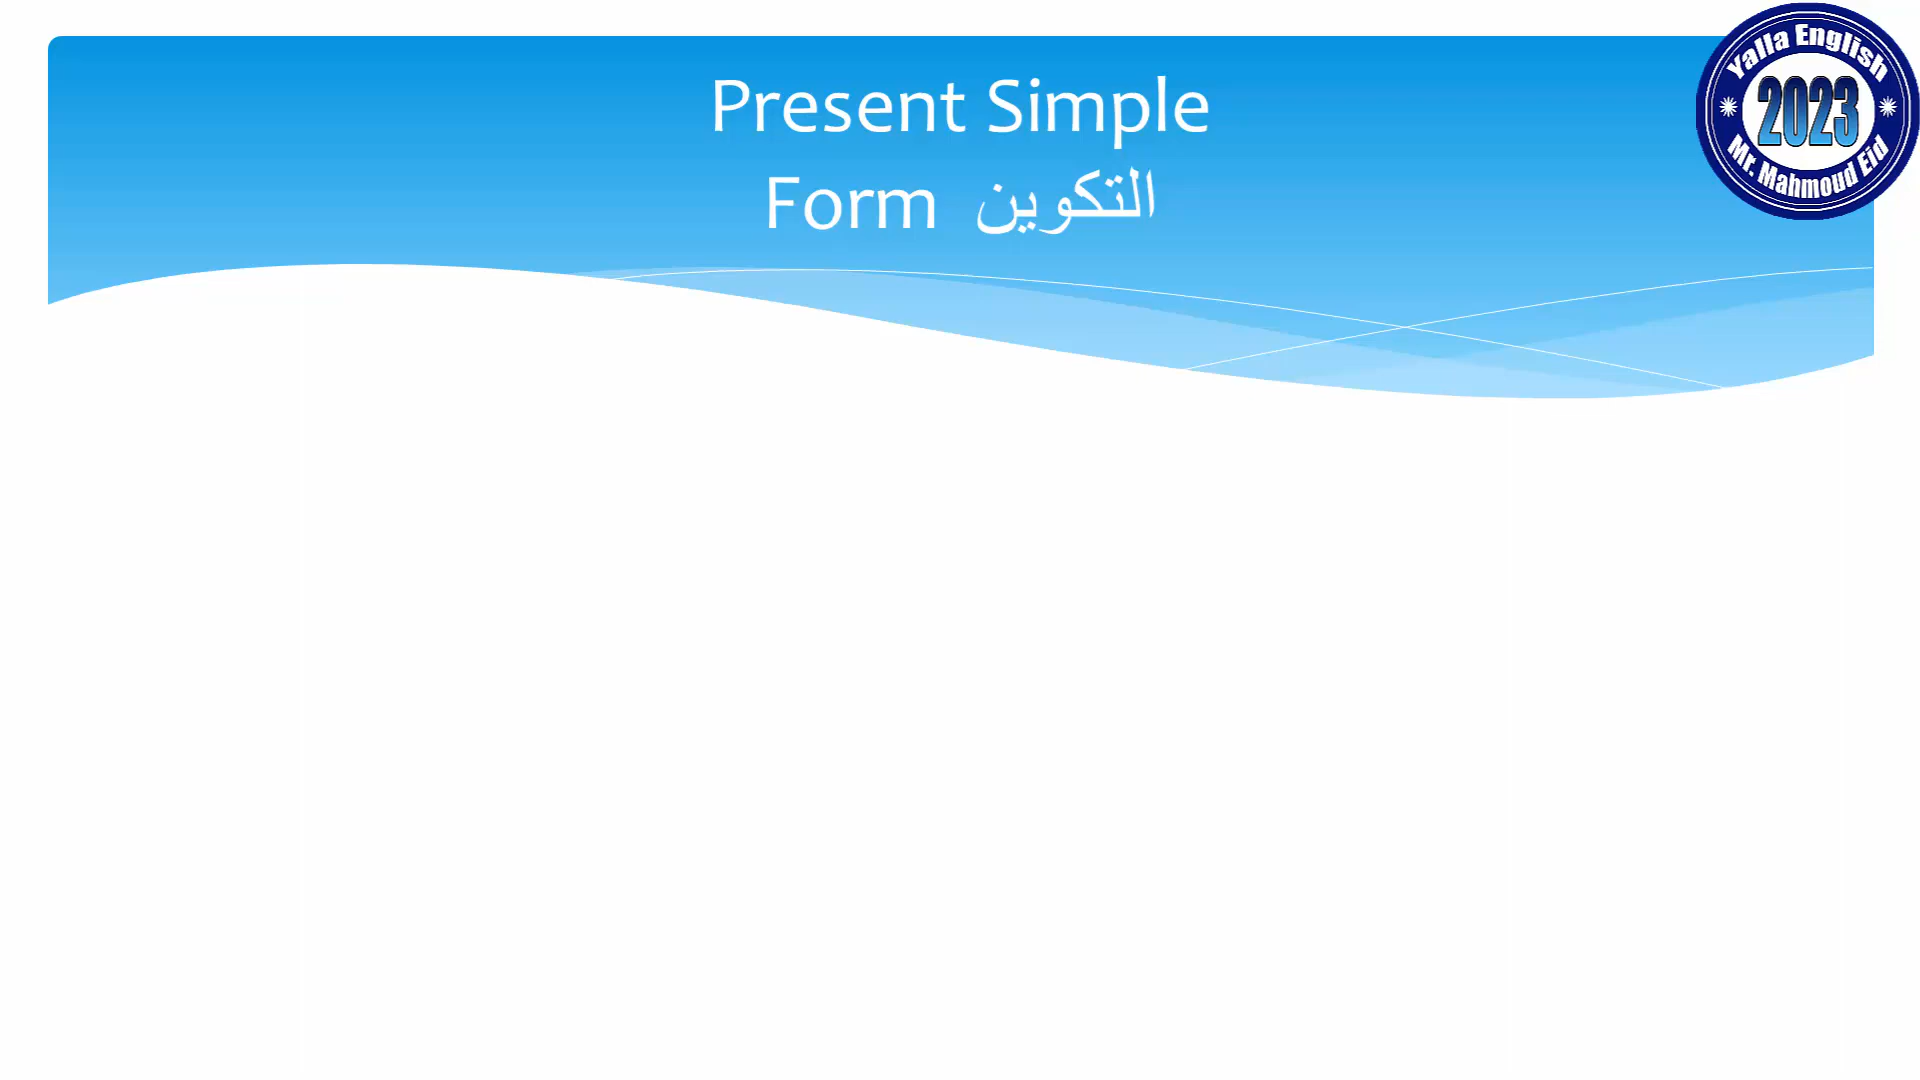 Present Simple
Form التكوين
Yalla English
2023
Mr. Mahmoud Eid